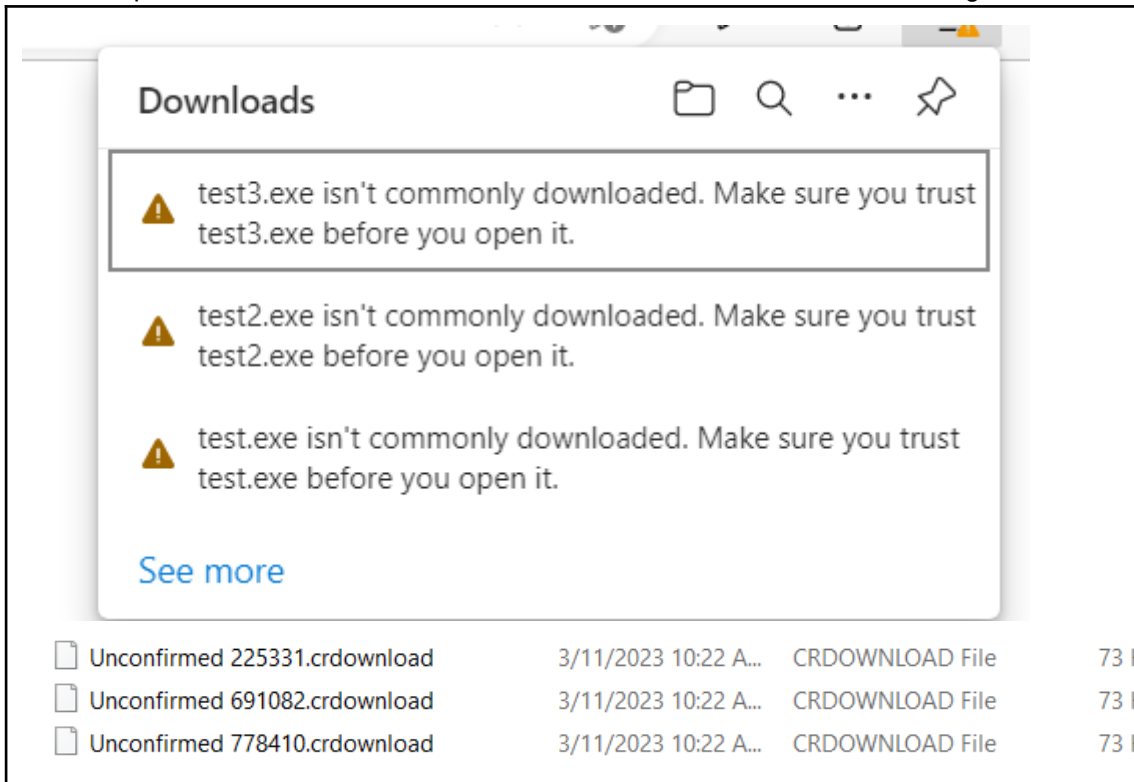 Downloads
test3.exe isn't commonly downloaded. Make sure you trust
test3.exe before you open it.
test2.exe isn't commonly downloaded. Make sure you trust
test2.exe before you open it.
test.exe isn't commonly downloaded. Make sure you trust
test.exe before you open it.
See more
Unconfirmed 225331.crdownload 3/11/2023 10:22 A... CRDOWNLOAD File 73
Unconfirmed 691082.crdownload 3/11/2023 10:22 A... CRDOWNLOAD File 73
Unconfirmed 778410.crdownload 3/11/2023 10:22 A... CRDOWNLOAD File 73